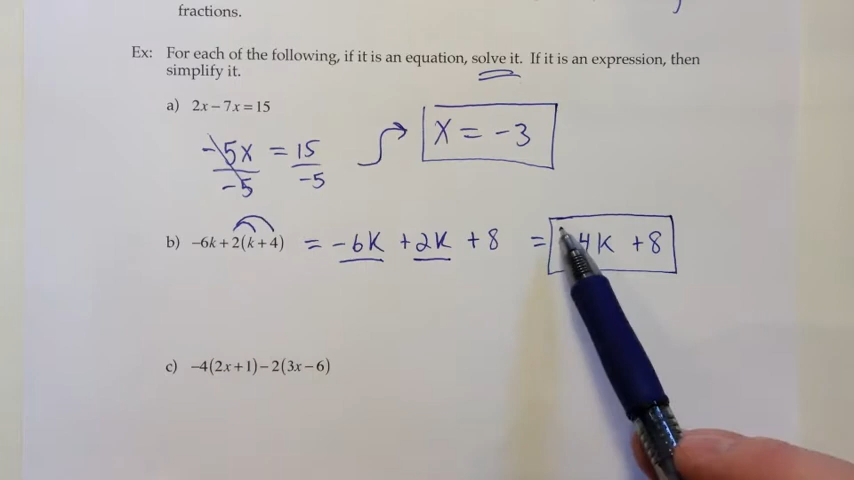 fractions.
Ex: For each of the following, if it is an equation, solve it. If it is an expression, then
simplify it.
a) 2x – 7x = 15
-5x = 15
-5 -5
x = -3
b) -6k + 2(k + 4) = -6k + 2k + 8 = 4k + 8
c) -4(2x + 1) – 2(3x – 6)